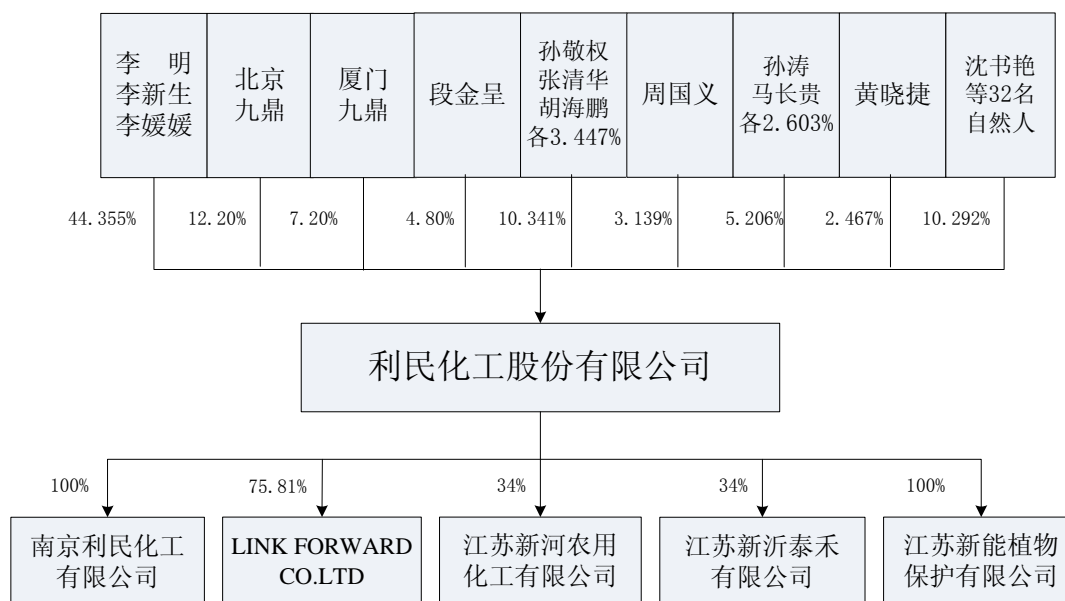 李　明
李新生
李媛媛
北京
九鼎
厦门
九鼎
段金呈
孙敬权
张清华
胡海鹏
各3.447%
周国义
孙涛
马长贵
各2.603%
黄晓捷
沈书艳
等32名
自然人
44.355%
12.20%
7.20%
4.80%
10.341%
3.139%
5.206%
2.467%
10.292%
利民化工股份有限公司
100%
75.81%
34%
34%
100%
南京利民化工
有限公司
LINK FORWARD
CO.LTD
江苏新河农用
化工有限公司
江苏新沂泰禾
有限公司
江苏新能植物
保护有限公司